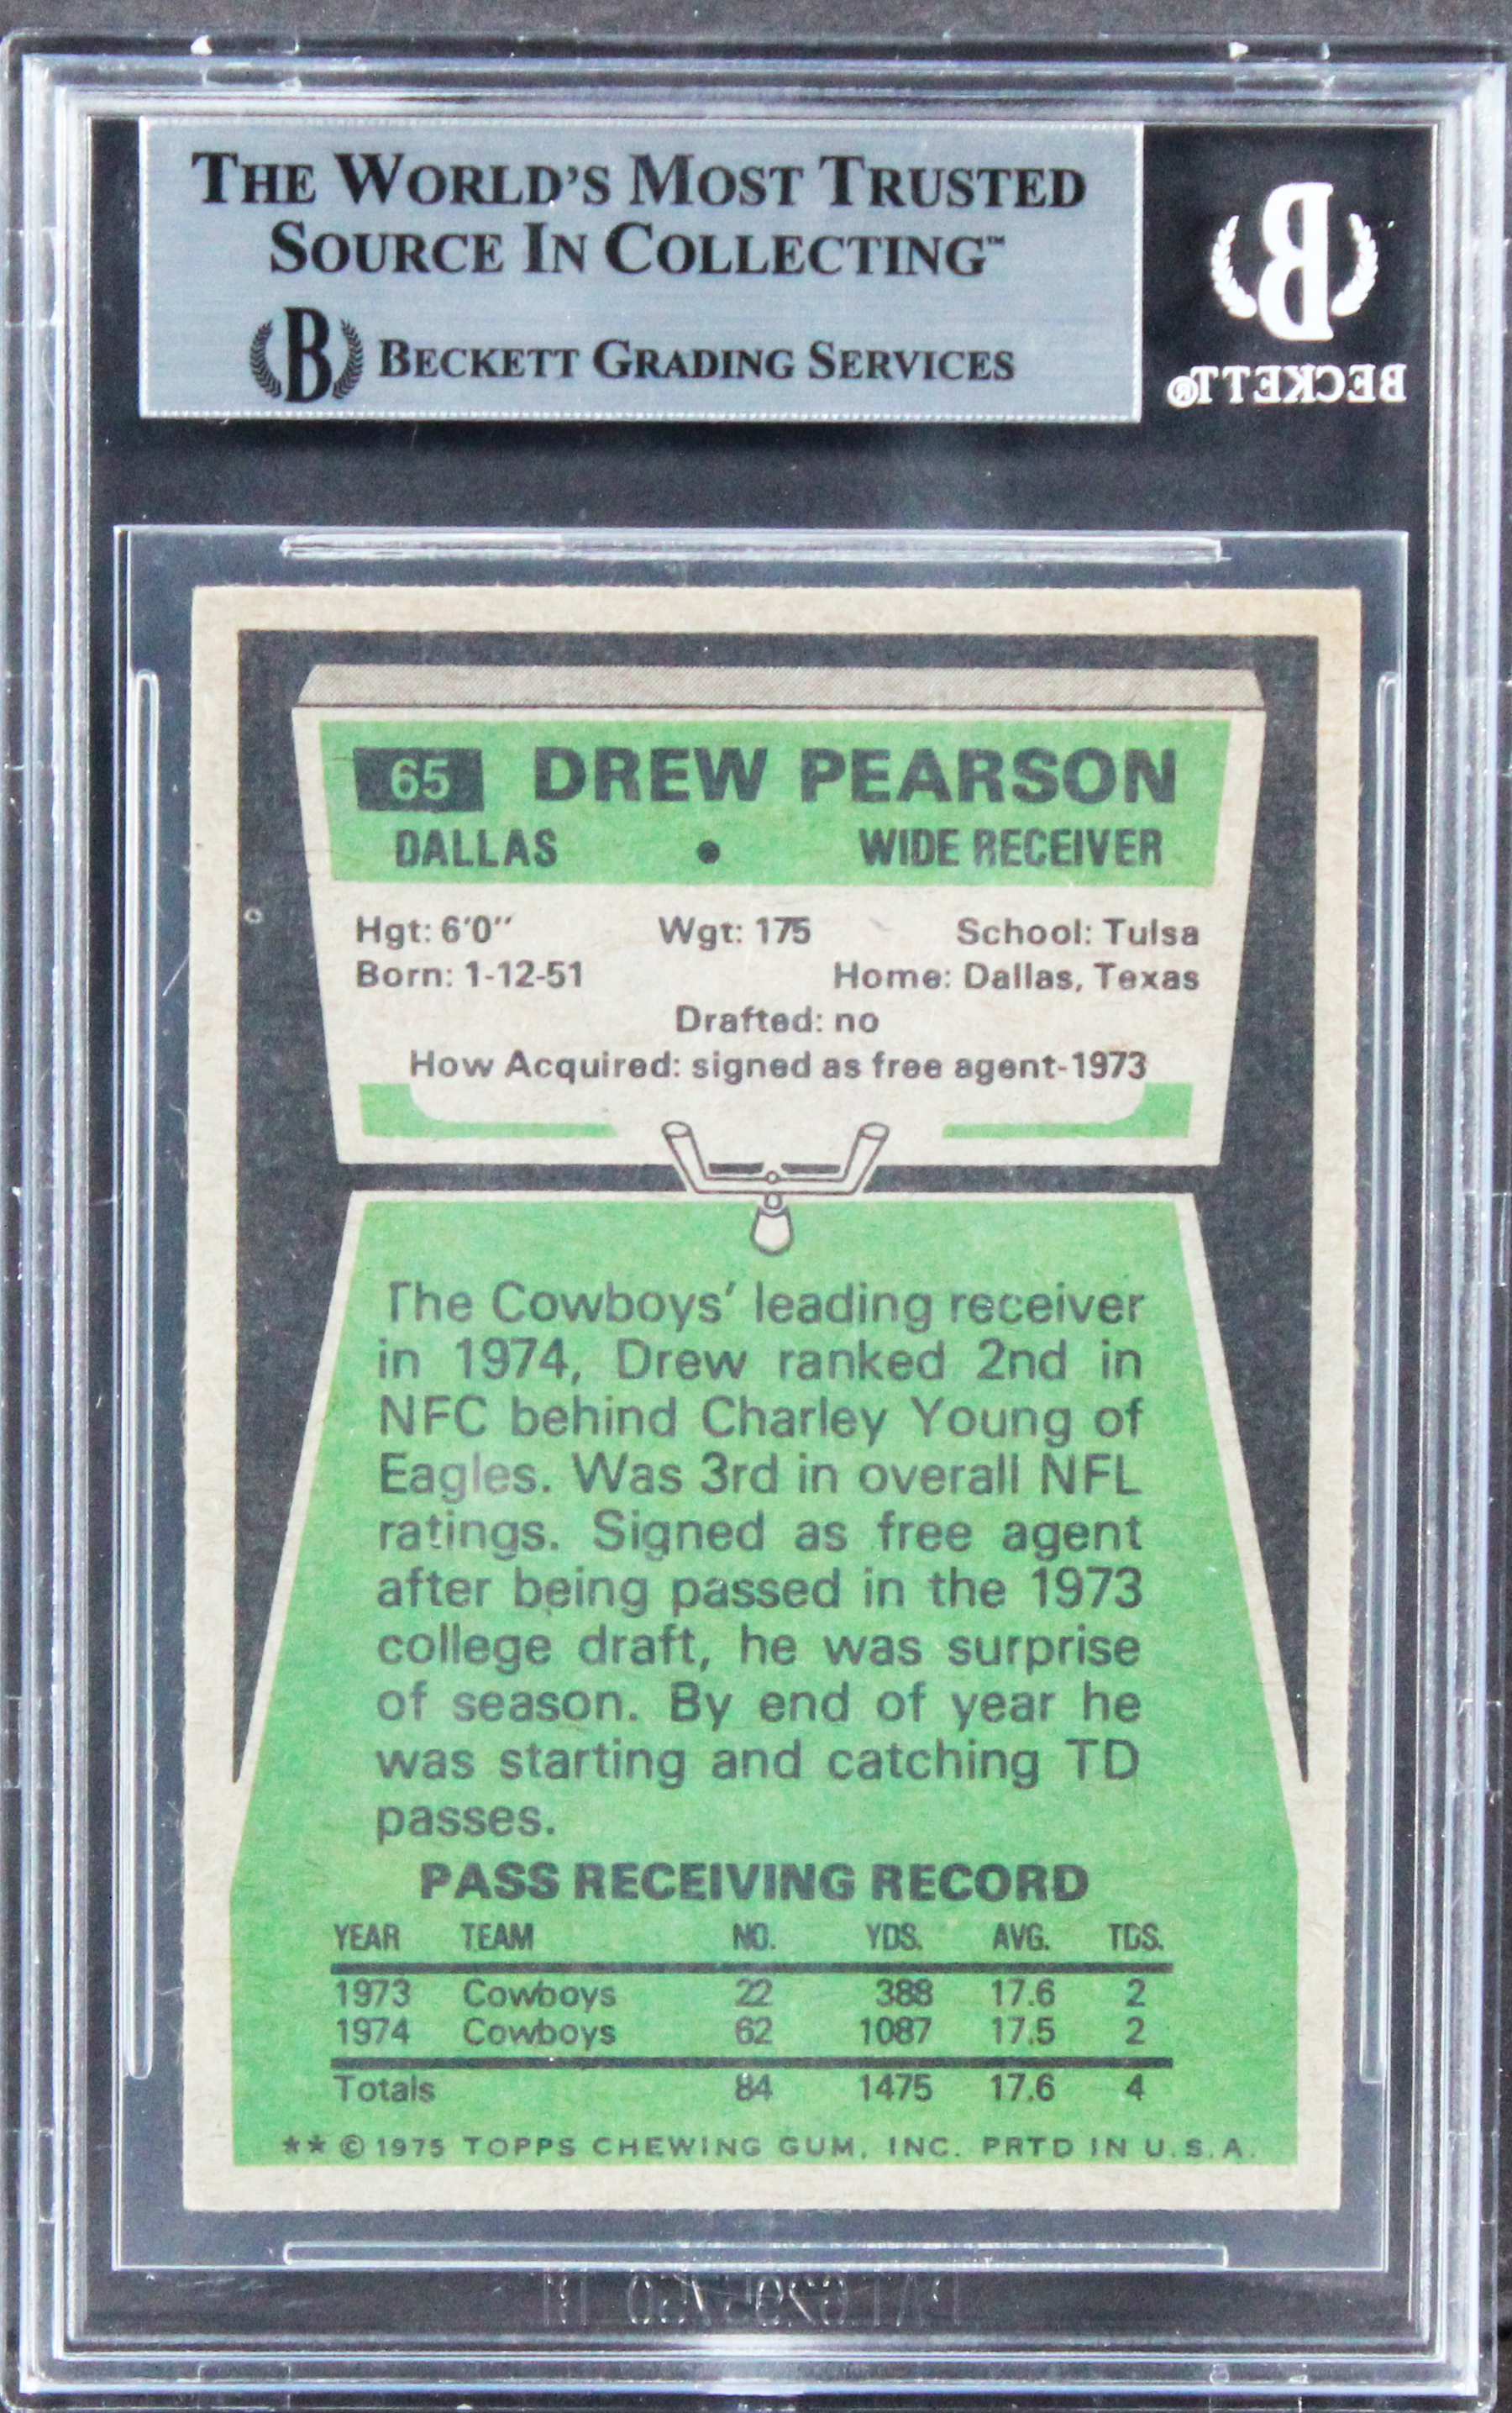 THE WORLD'S MOST TRUSTED
SOURCE IN COLLECTING™
B BECKETT GRADING SERVICES
B
BECKETT®
65 DREW PEARSON
DALLAS • WIDE RECEIVER
Hgt: 6'0" Wgt: 175 School: Tulsa
Born: 1-12-51 Home: Dallas, Texas
Drafted: no
How Acquired: signed as free agent-1973
The Cowboys' leading receiver
in 1974, Drew ranked 2nd in
NFC behind Charley Young of
Eagles. Was 3rd in overall NFL
ratings. Signed as free agent
after being passed in the 1973
college draft, he was surprise
of season. By end of year he
was starting and catching TD
passes.
PASS RECEIVING RECORD
YEAR TEAM NO. YDS. AVG. TDS.
1973 Cowboys 22 388 17.6 2
1974 Cowboys 62 1087 17.5 2
Totals 84 1475 17.6 4
** © 1975 TOPPS CHEWING GUM, INC. PRTD IN U.S.A.